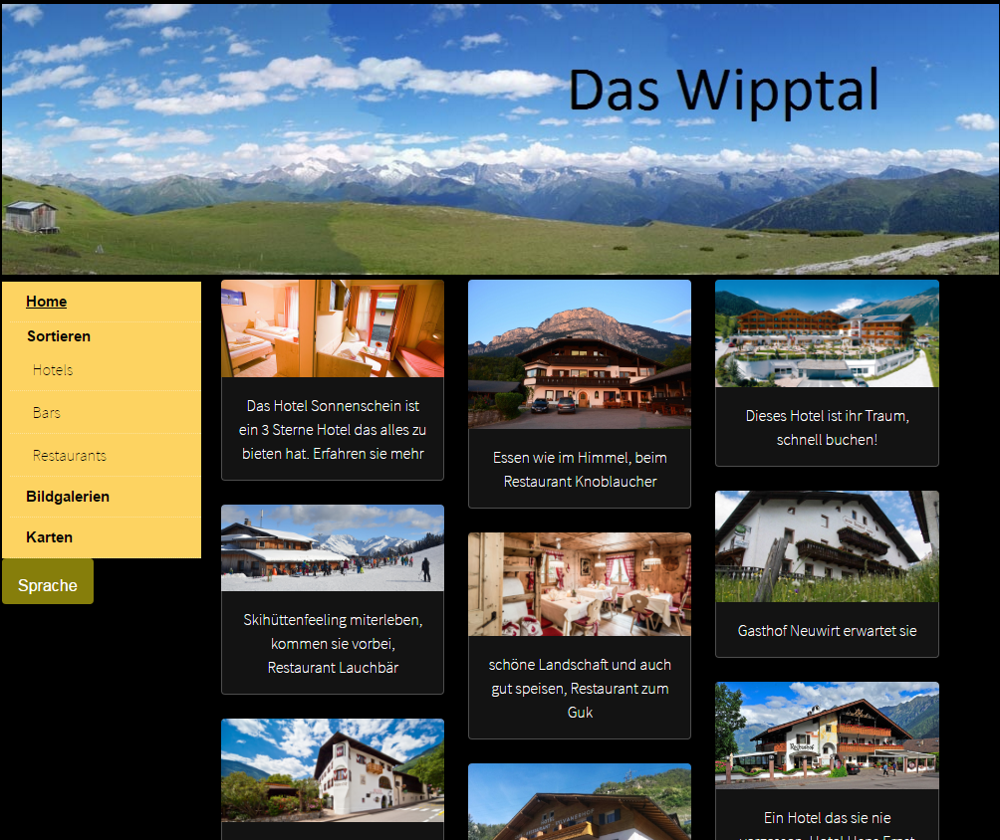 Das Wipptal
Home
Sortieren
Hotels
Bars
Restaurants
Bildgalerien
Karten
Sprache
Das Hotel Sonnenschein ist
ein 3 Sterne Hotel das alles zu
bieten hat. Erfahren sie mehr
Skihüttenfeeling miterleben,
kommen sie vorbei,
Restaurant Lauchbär
Essen wie im Himmel, beim
Restaurant Knoblaucher
schöne Landschaft und auch
gut speisen, Restaurant zum
Guk
Dieses Hotel ist ihr Traum,
schnell buchen!
Gasthof Neuwirt erwartet sie
Ein Hotel das sie nie